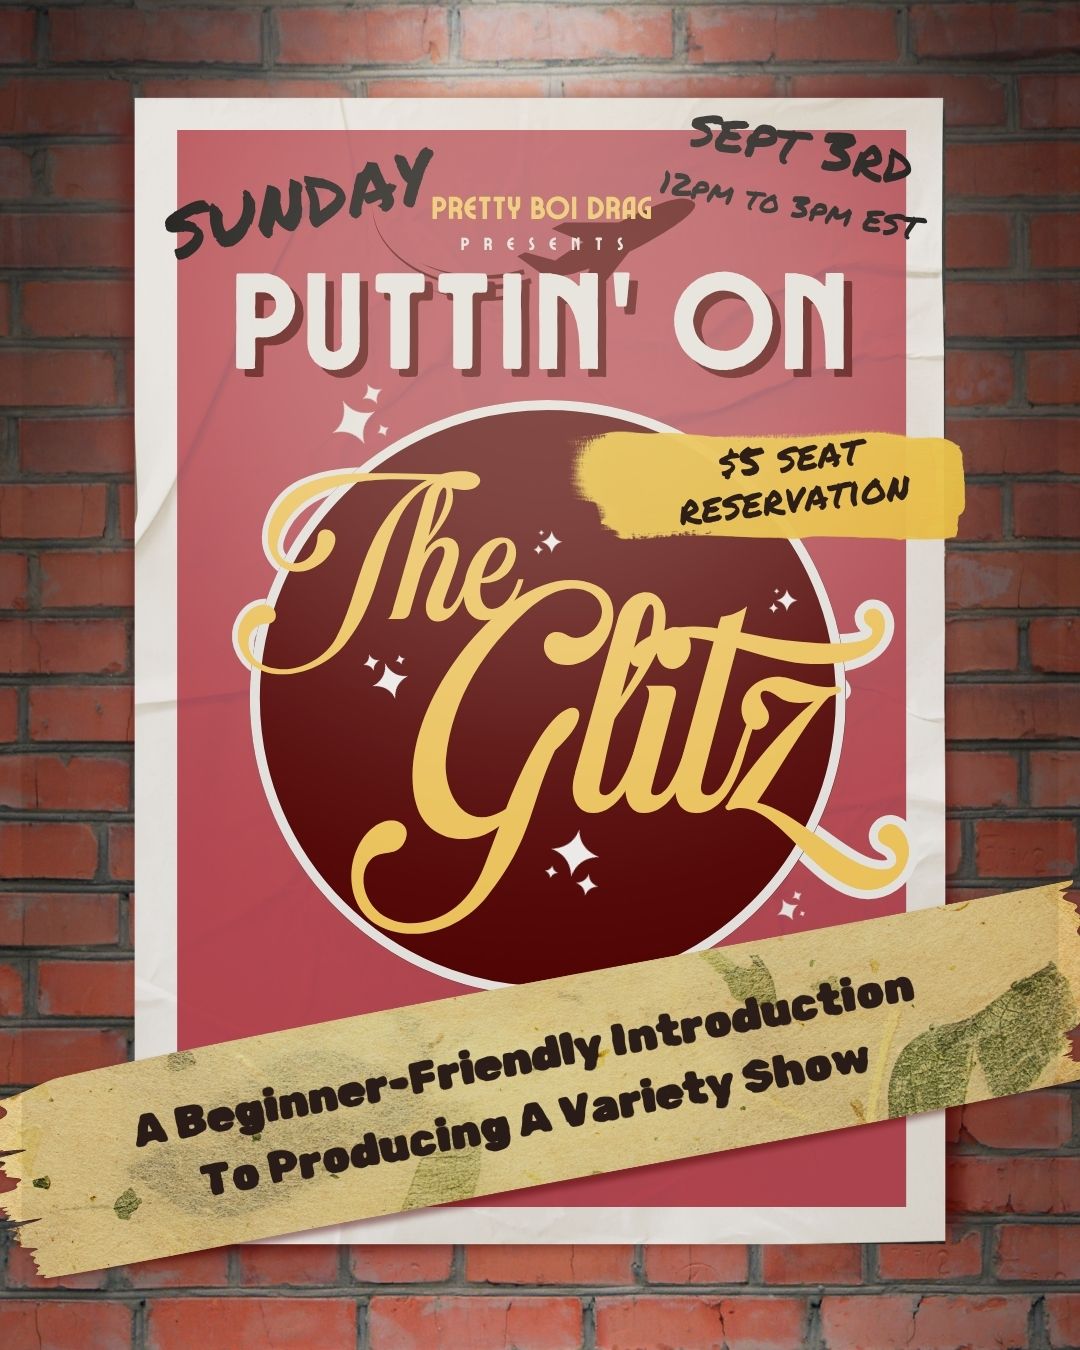 SUNDAY
SEPT 3RD
12PM TO 3PM EST
PRETTY BOI DRAG
PRESENTS
PUTTIN' ON
$5 SEAT
RESERVATION
The
Glitz
A Beginner-Friendly Introduction
To Producing A Variety Show